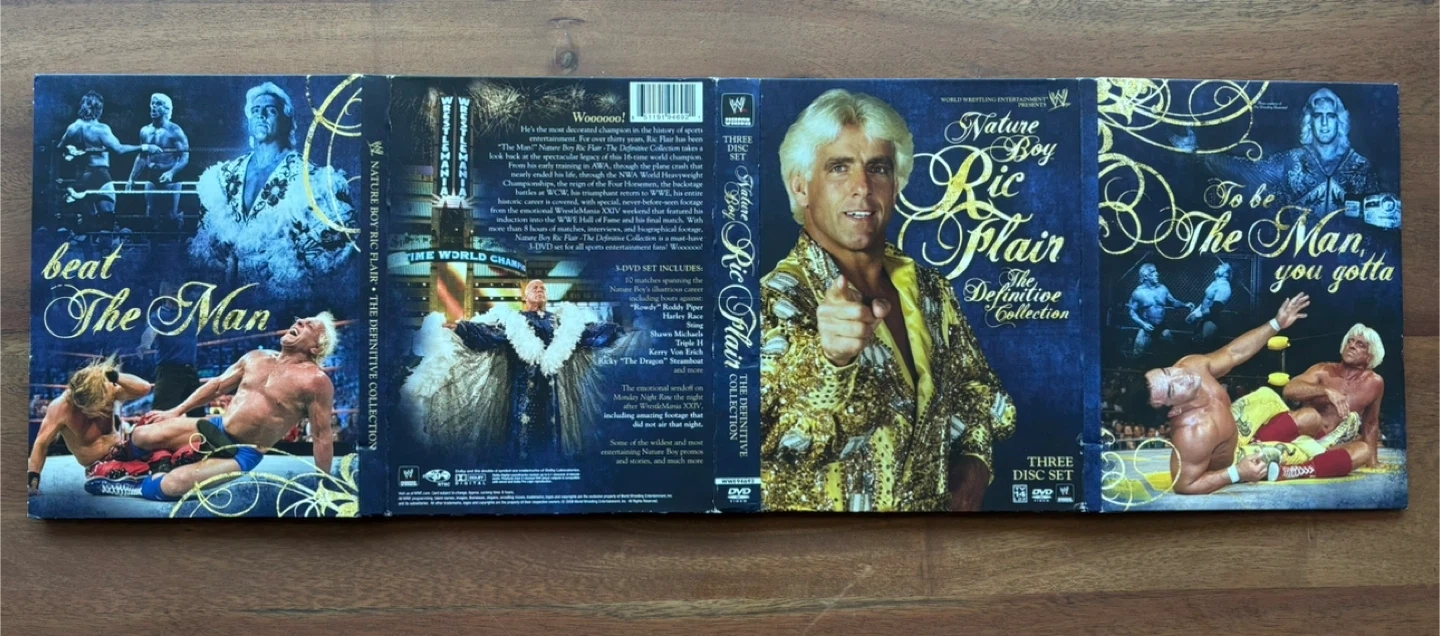 beat
The Man
NATURE BOY RIC FLAIR • THE DEFINITIVE COLLECTION
WRESTLEMANIA
WRESTLEMANIA
TIME WORLD CHAMP
Woooooo!
He's the most decorated champion in the history of sports
entertainment. For over thirty years, Ric Flair has been
"The Man!" Nature Boy Ric Flair -The Definitive Collection takes a
look back at the spectacular legacy of this 16-time world champion.
From his early training in AWA, through the plane crash that
nearly ended his life, through the NWA World Heavyweight
Championships, the reign of the Four Horsemen, the backstage
battles at WCW, his triumphant return to WWE, his entire
historic career is covered, with special, never-before-seen footage
from the emotional WrestleMania XXIV weekend that featured his
induction into the WWE Hall of Fame and his final match. With
more than 8 hours of matches, interviews, and biographical footage,
Nature Boy Ric Flair -The Definitive Collection is a must-have
3-DVD set for all sports entertainment fans! Woooooo!
3-DVD SET INCLUDES:
10 matches spanning the
Nature Boy's illustrious career
including bouts against:
"Rowdy" Roddy Piper
Harley Race
Sting
Shawn Michaels
Triple H
Kerry Von Erich
Ricky "The Dragon" Steamboat
and more
The emotional sendoff on
Monday Night Raw the night
after WrestleMania XXIV,
including amazing footage that
did not air that night.
Some of the wildest and most
entertaining Nature Boy promos
and stories, and much more
DOLBY
DIGITAL
NTSC
THREE
DISC
SET
Nature
Boy
Ric Flair
THE DEFINITIVE
COLLECTION
WWE94692
DVD
VIDEO
WORLD WRESTLING ENTERTAINMENT
PRESENTS
Nature
Boy
Ric
Flair
The
Definitive
Collection
THREE
DISC SET
14
DVD
VIDEO
To be
The Man,
you gotta